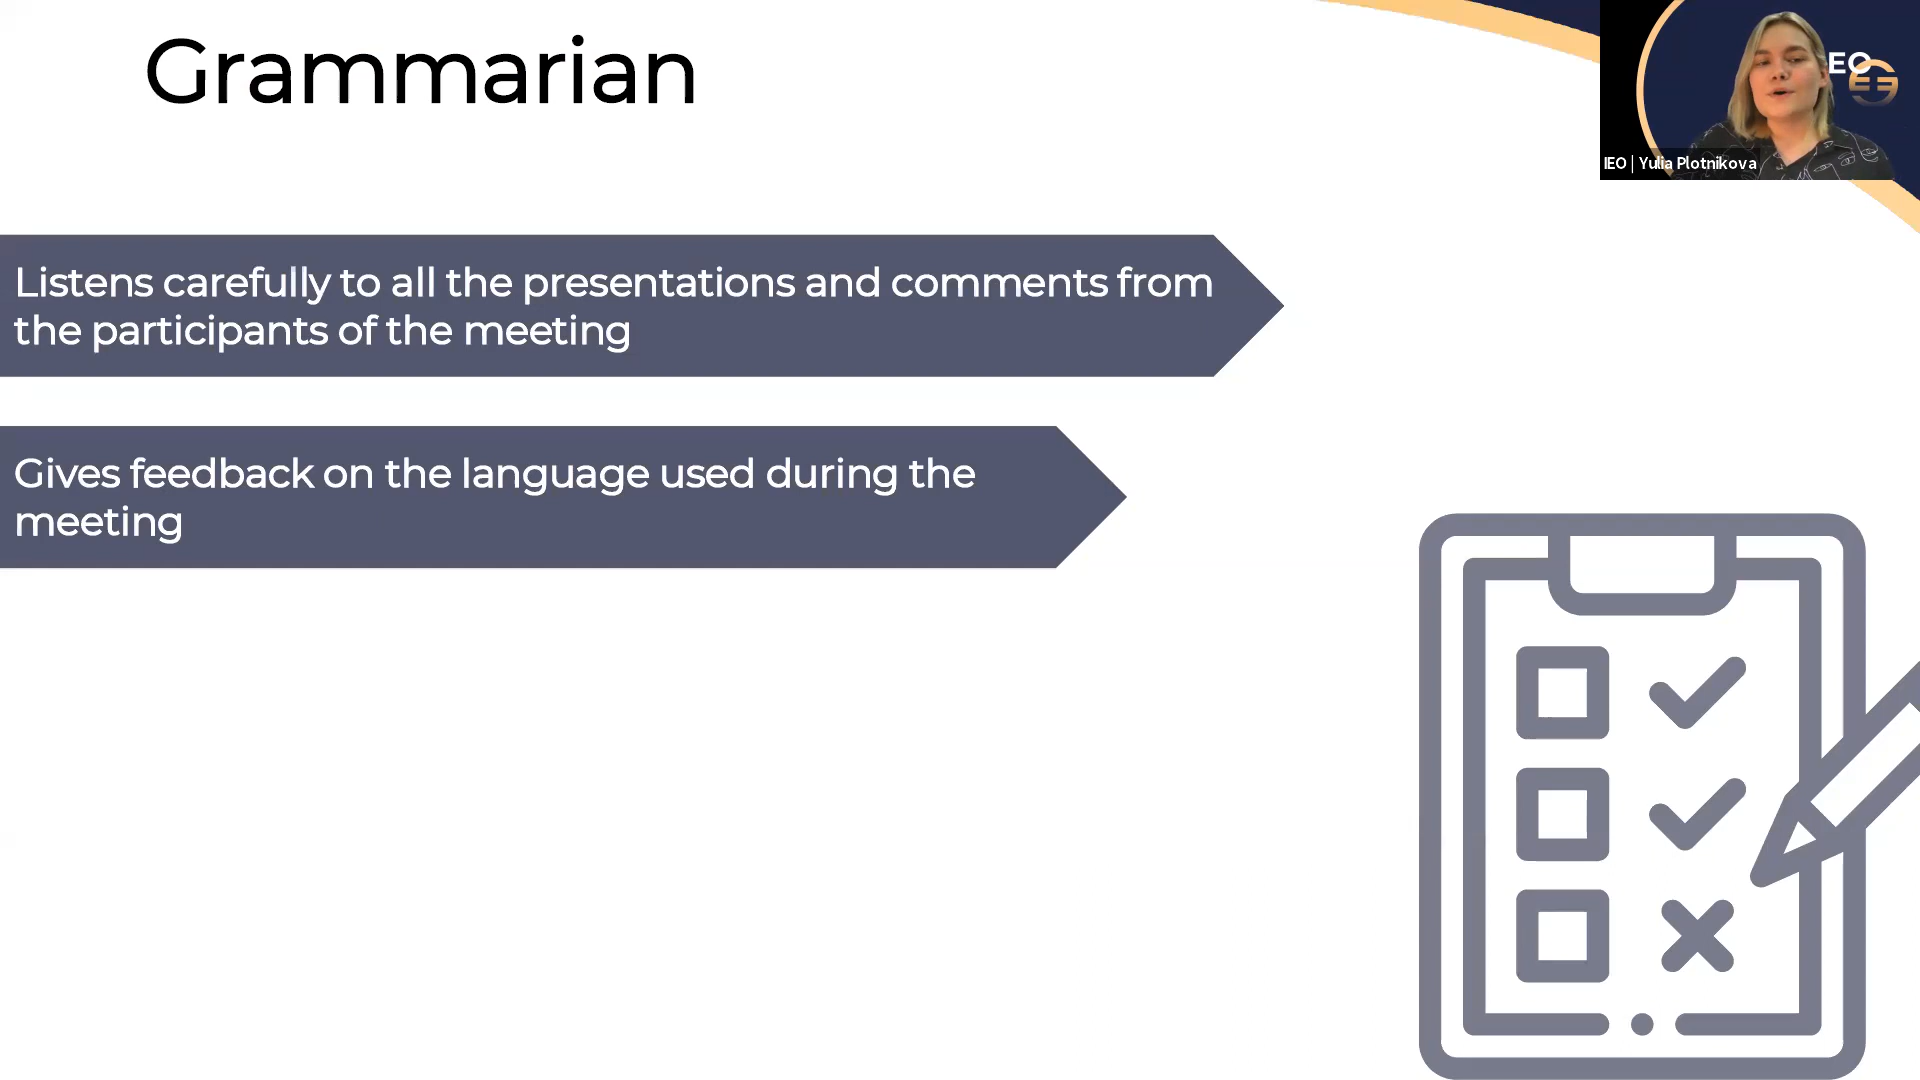 Grammarian
EO
IEO | Yulia Plotnikova
Listens carefully to all the presentations and comments from
the participants of the meeting
Gives feedback on the language used during the
meeting